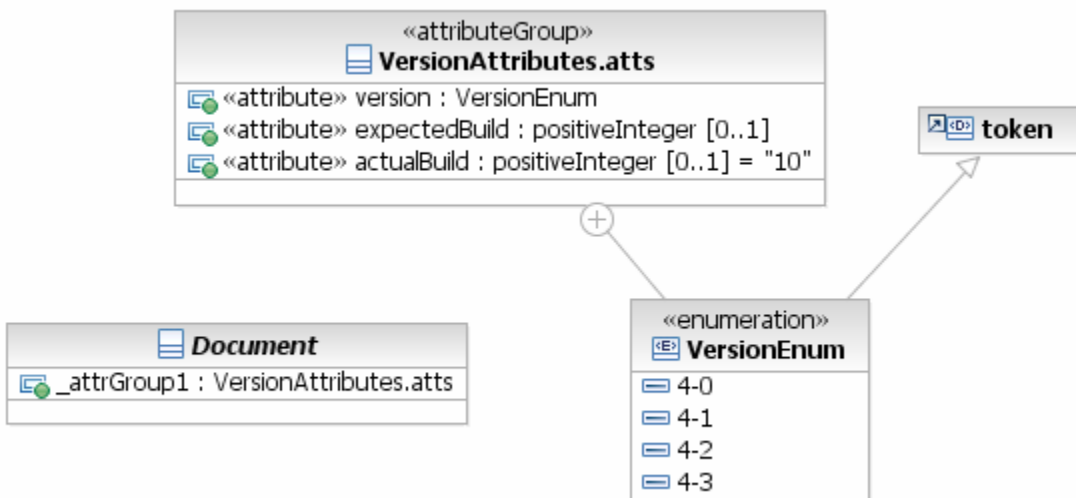 «attributeGroup»
VersionAttributes.atts
«attribute» version : VersionEnum
«attribute» expectedBuild : positiveInteger [0..1]
«attribute» actualBuild : positiveInteger [0..1] = "10"
token
Document
_attrGroup1 : VersionAttributes.atts
«enumeration»
VersionEnum
4-0
4-1
4-2
4-3